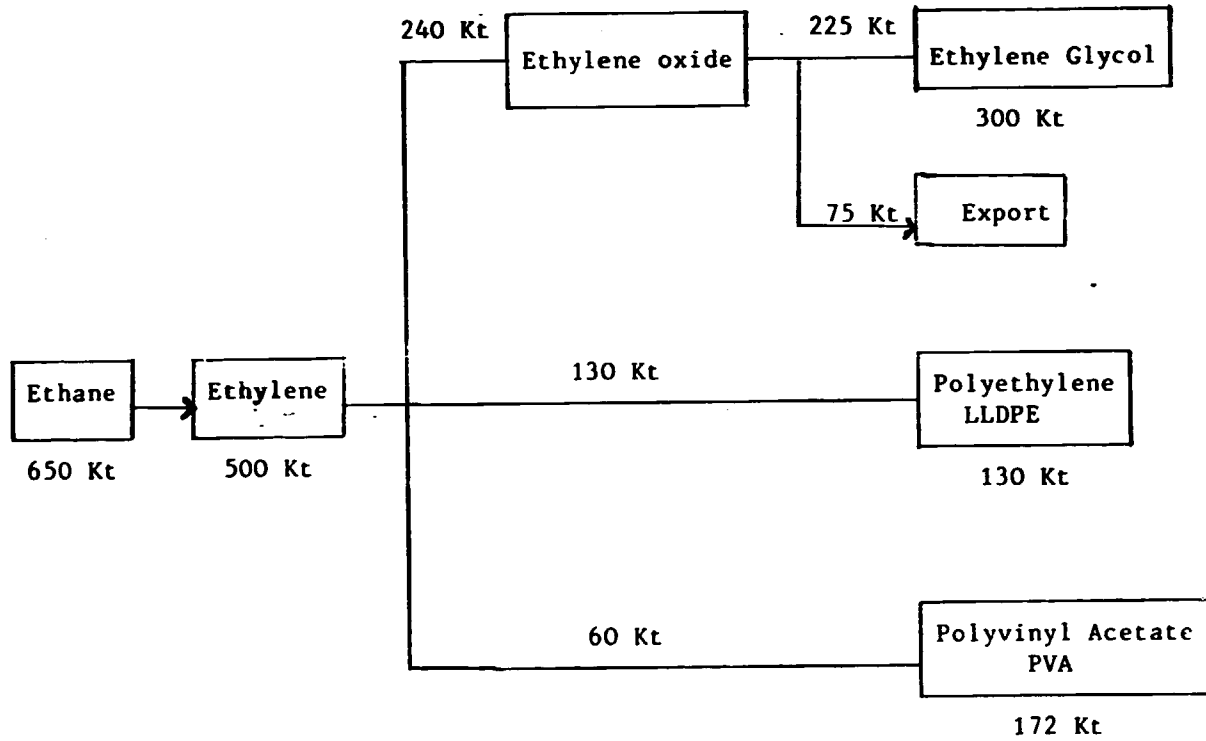 240 Kt
Ethylene oxide
225 Kt
Ethylene Glycol
300 Kt
75 Kt
Export
Ethane
650 Kt
Ethylene
500 Kt
130 Kt
Polyethylene
LLDPE
130 Kt
60 Kt
Polyvinyl Acetate
PVA
172 Kt